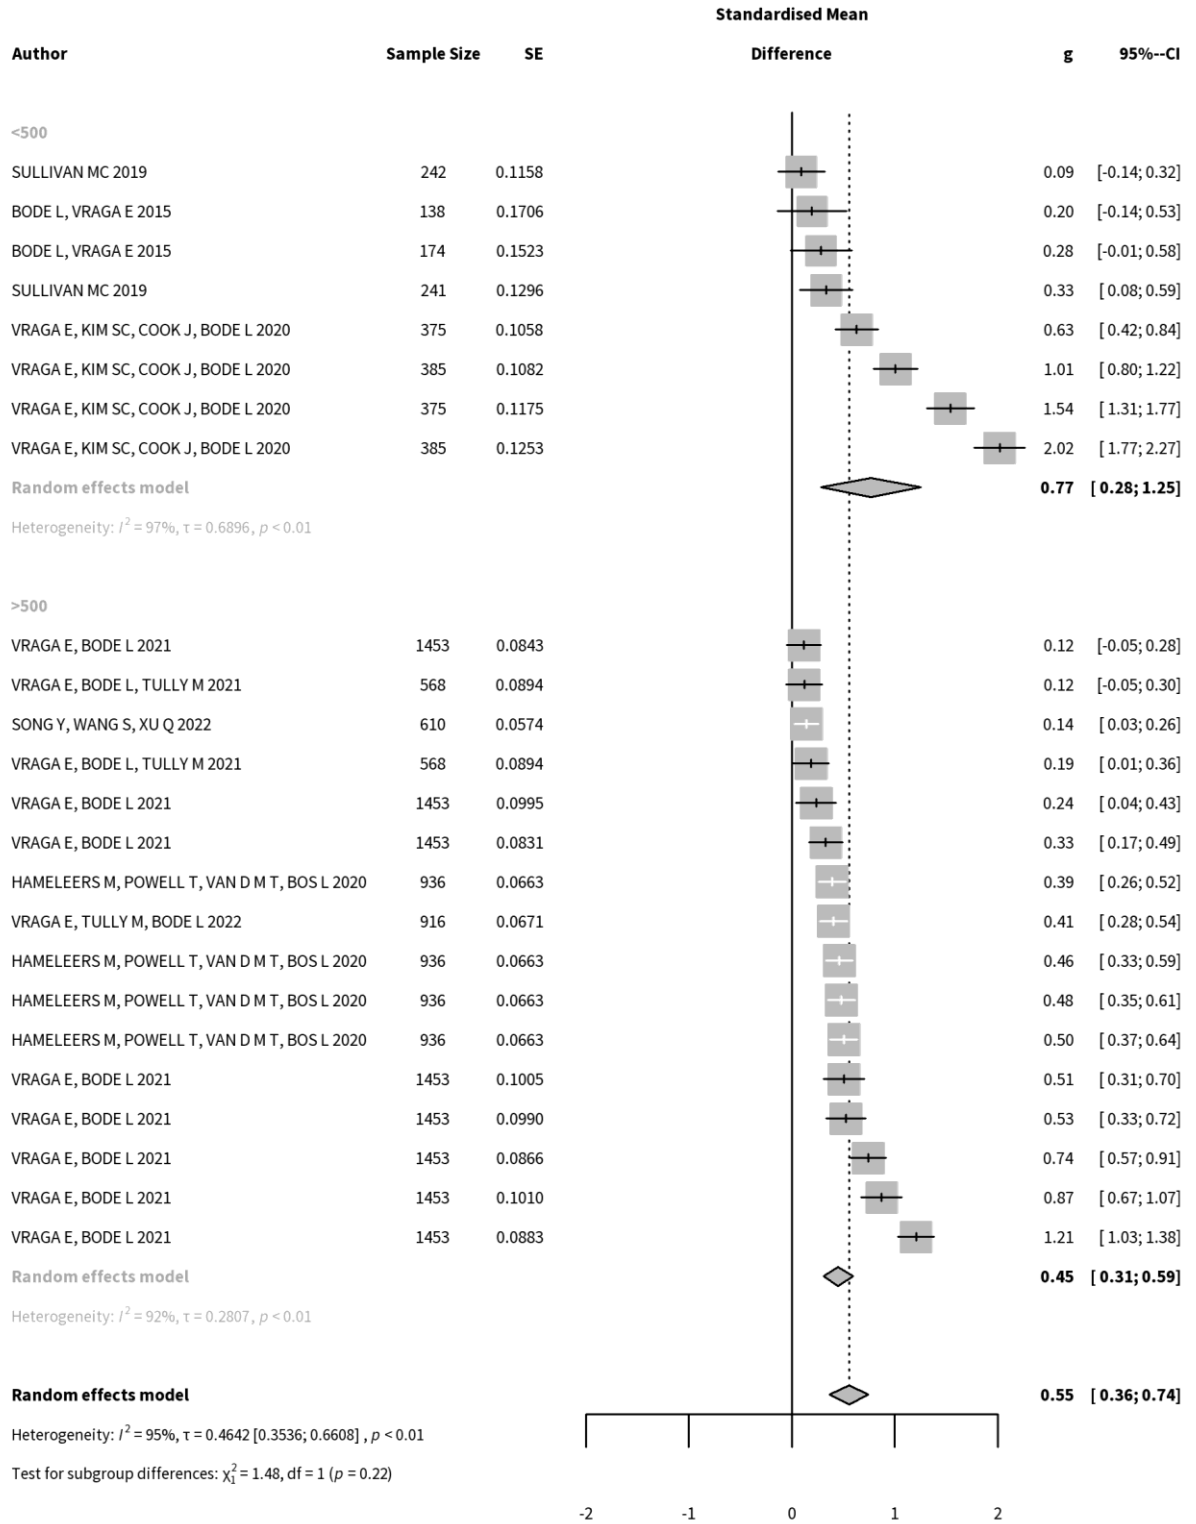 Standardised Mean
Author Sample Size SE Difference g 95%--CI
<500
SULLIVAN MC 2019 242 0.1158 0.09 [-0.14; 0.32]
BODE L, VRAGA E 2015 138 0.1706 0.20 [-0.14; 0.53]
BODE L, VRAGA E 2015 174 0.1523 0.28 [-0.01; 0.58]
SULLIVAN MC 2019 241 0.1296 0.33 [ 0.08; 0.59]
VRAGA E, KIM SC, COOK J, BODE L 2020 375 0.1058 0.63 [ 0.42; 0.84]
VRAGA E, KIM SC, COOK J, BODE L 2020 385 0.1082 1.01 [ 0.80; 1.22]
VRAGA E, KIM SC, COOK J, BODE L 2020 375 0.1175 1.54 [ 1.31; 1.77]
VRAGA E, KIM SC, COOK J, BODE L 2020 385 0.1253 2.02 [ 1.77; 2.27]
Random effects model 0.77 [ 0.28; 1.25]
Heterogeneity: I² = 97%, τ = 0.6896, p < 0.01
>500
VRAGA E, BODE L 2021 1453 0.0843 0.12 [-0.05; 0.28]
VRAGA E, BODE L, TULLY M 2021 568 0.0894 0.12 [-0.05; 0.30]
SONG Y, WANG S, XU Q 2022 610 0.0574 0.14 [ 0.03; 0.26]
VRAGA E, BODE L, TULLY M 2021 568 0.0894 0.19 [ 0.01; 0.36]
VRAGA E, BODE L 2021 1453 0.0995 0.24 [ 0.04; 0.43]
VRAGA E, BODE L 2021 1453 0.0831 0.33 [ 0.17; 0.49]
HAMELEERS M, POWELL T, VAN D M T, BOS L 2020 936 0.0663 0.39 [ 0.26; 0.52]
VRAGA E, TULLY M, BODE L 2022 916 0.0671 0.41 [ 0.28; 0.54]
HAMELEERS M, POWELL T, VAN D M T, BOS L 2020 936 0.0663 0.46 [ 0.33; 0.59]
HAMELEERS M, POWELL T, VAN D M T, BOS L 2020 936 0.0663 0.48 [ 0.35; 0.61]
HAMELEERS M, POWELL T, VAN D M T, BOS L 2020 936 0.0663 0.50 [ 0.37; 0.64]
VRAGA E, BODE L 2021 1453 0.1005 0.51 [ 0.31; 0.70]
VRAGA E, BODE L 2021 1453 0.0990 0.53 [ 0.33; 0.72]
VRAGA E, BODE L 2021 1453 0.0866 0.74 [ 0.57; 0.91]
VRAGA E, BODE L 2021 1453 0.1010 0.87 [ 0.67; 1.07]
VRAGA E, BODE L 2021 1453 0.0883 1.21 [ 1.03; 1.38]
Random effects model 0.45 [ 0.31; 0.59]
Heterogeneity: I² = 92%, τ = 0.2807, p < 0.01
Random effects model 0.55 [ 0.36; 0.74]
Heterogeneity: I² = 95%, τ = 0.4642 [0.3536; 0.6608] , p < 0.01
Test for subgroup differences: χ₁² = 1.48, df = 1 (p = 0.22)
-2 -1 0 1 2